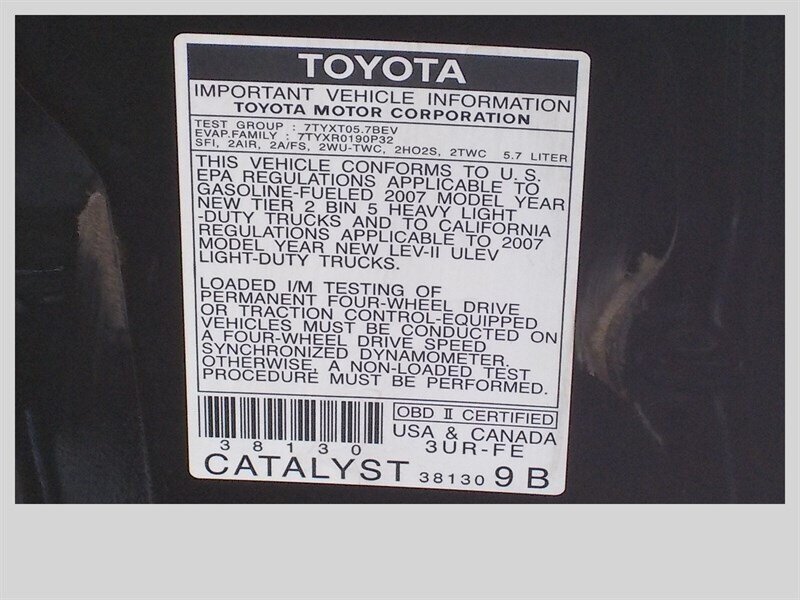 TOYOTA
IMPORTANT VEHICLE INFORMATION
TOYOTA MOTOR CORPORATION
TEST GROUP : 7TYXT05.7BEV
EVAP.FAMILY : 7TYXR0190P32
SFI, 2AIR, 2A/FS, 2WU-TWC, 2HO2S, 2TWC 5.7 LITER
THIS VEHICLE CONFORMS TO U.S.
EPA REGULATIONS APPLICABLE TO
GASOLINE-FUELED 2007 MODEL YEAR
NEW TIER 2 BIN 5 HEAVY LIGHT
-DUTY TRUCKS AND TO CALIFORNIA
REGULATIONS APPLICABLE TO 2007
MODEL YEAR NEW LEV-II ULEV
LIGHT-DUTY TRUCKS.
LOADED I/M TESTING OF
PERMANENT FOUR-WHEEL DRIVE
OR TRACTION CONTROL-EQUIPPED
VEHICLES MUST BE CONDUCTED ON
A FOUR-WHEEL DRIVE SPEED
SYNCHRONIZED DYNAMOMETER.
OTHERWISE, A NON-LOADED TEST
PROCEDURE MUST BE PERFORMED.
OBD II CERTIFIED
USA & CANADA
38130 3UR-FE
CATALYST 38130 9 B